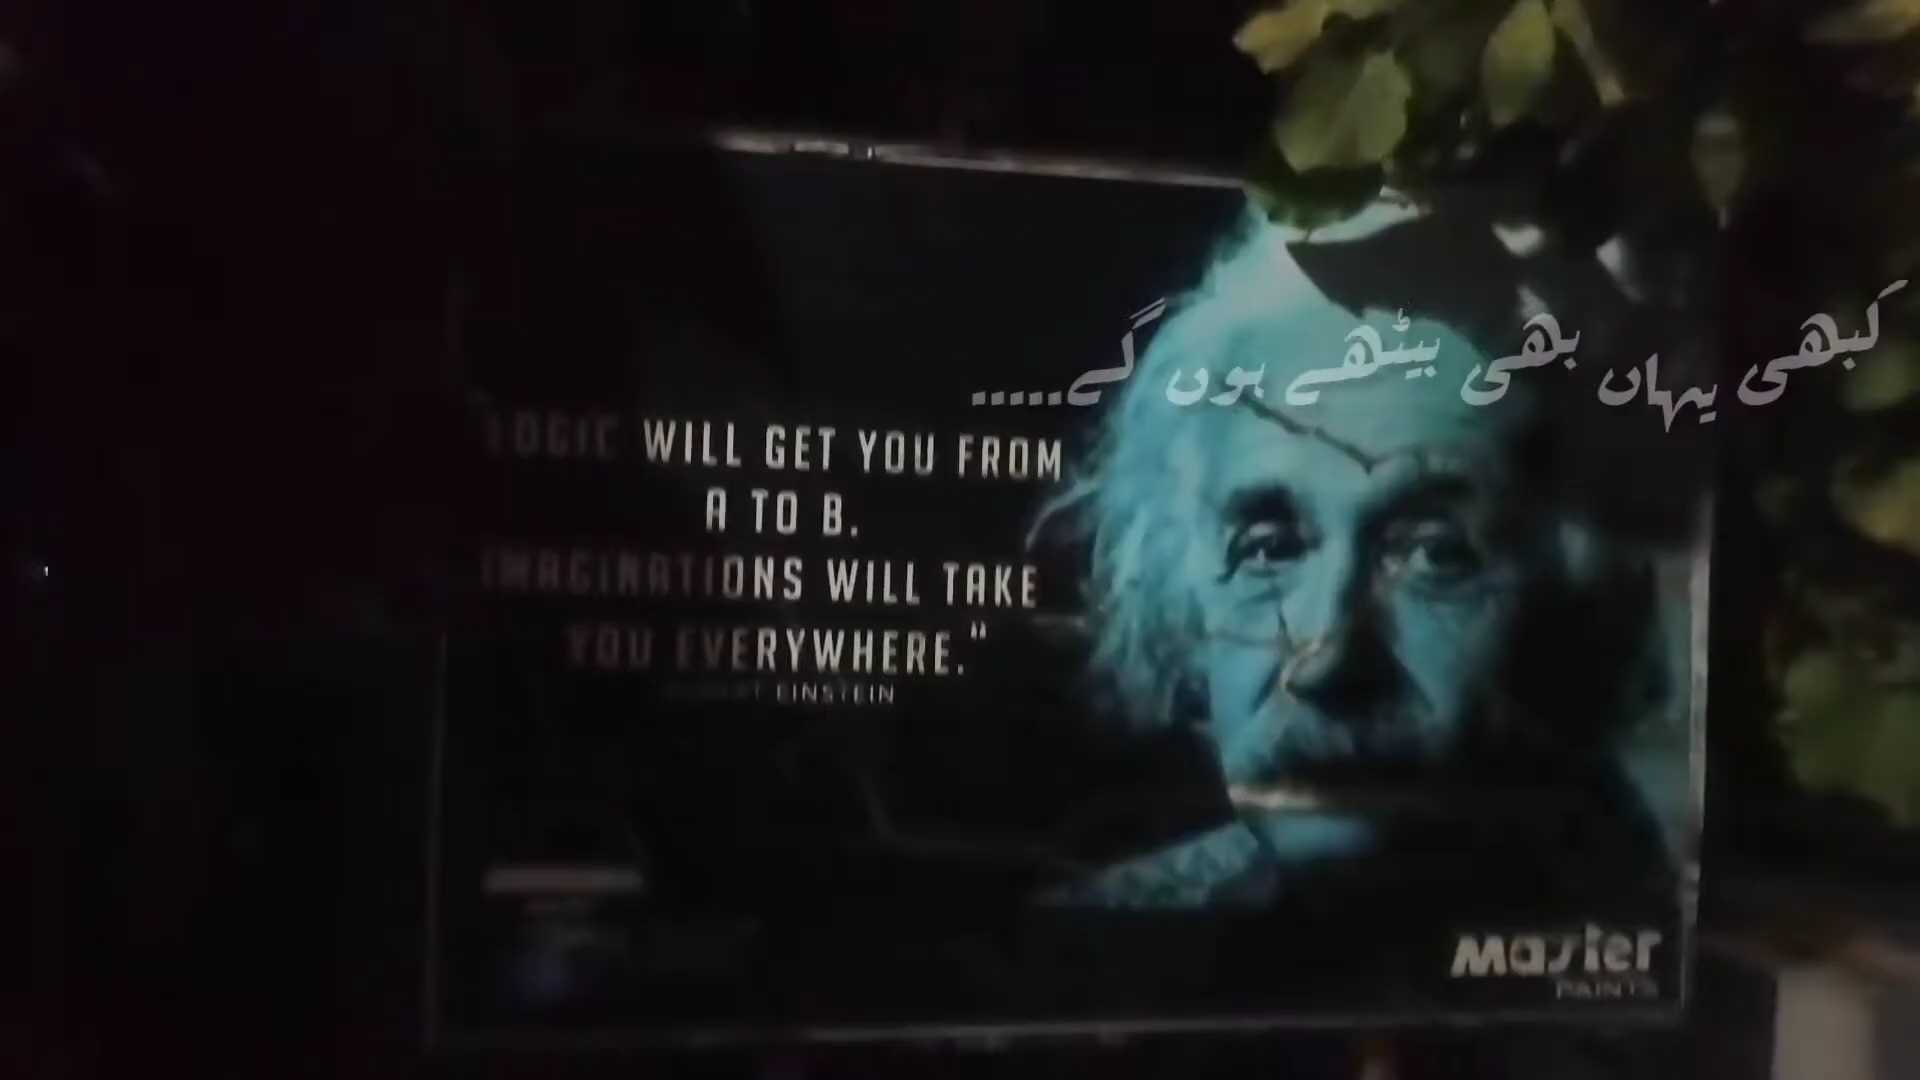 کبھی یہاں بھی بیٹھے ہوں گے.....
LOGIC WILL GET YOU FROM
A TO B.
IMAGINATIONS WILL TAKE
YOU EVERYWHERE."
ALBERT EINSTEIN
Master
PAINTS